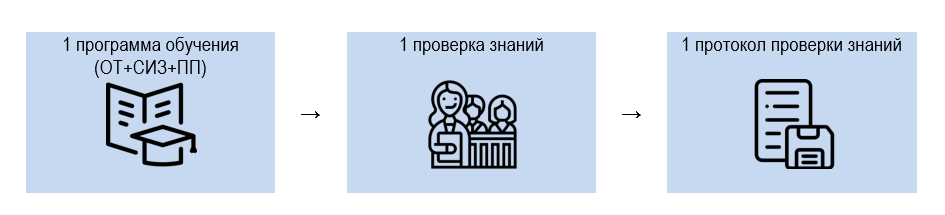 1 программа обучения
(ОТ+СИЗ+ПП)
→
1 проверка знаний
→
1 протокол проверки знаний